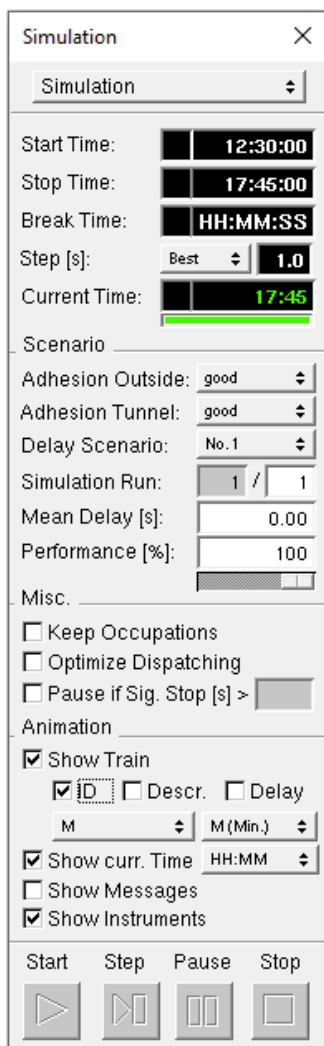 Simulation
Simulation
Start Time: 12:30:00
Stop Time: 17:45:00
Break Time: HH:MM:SS
Step [s]: Best 1.0
Current Time: 17:45
Scenario
Adhesion Outside: good
Adhesion Tunnel: good
Delay Scenario: No.1
Simulation Run: 1 / 1
Mean Delay [s]: 0.00
Performance [%]: 100
Misc.
Keep Occupations
Optimize Dispatching
Pause if Sig. Stop [s] >
Animation
Show Train
ID Descr. Delay
M M (Min.)
Show curr. Time HH:MM
Show Messages
Show Instruments
Start Step Pause Stop